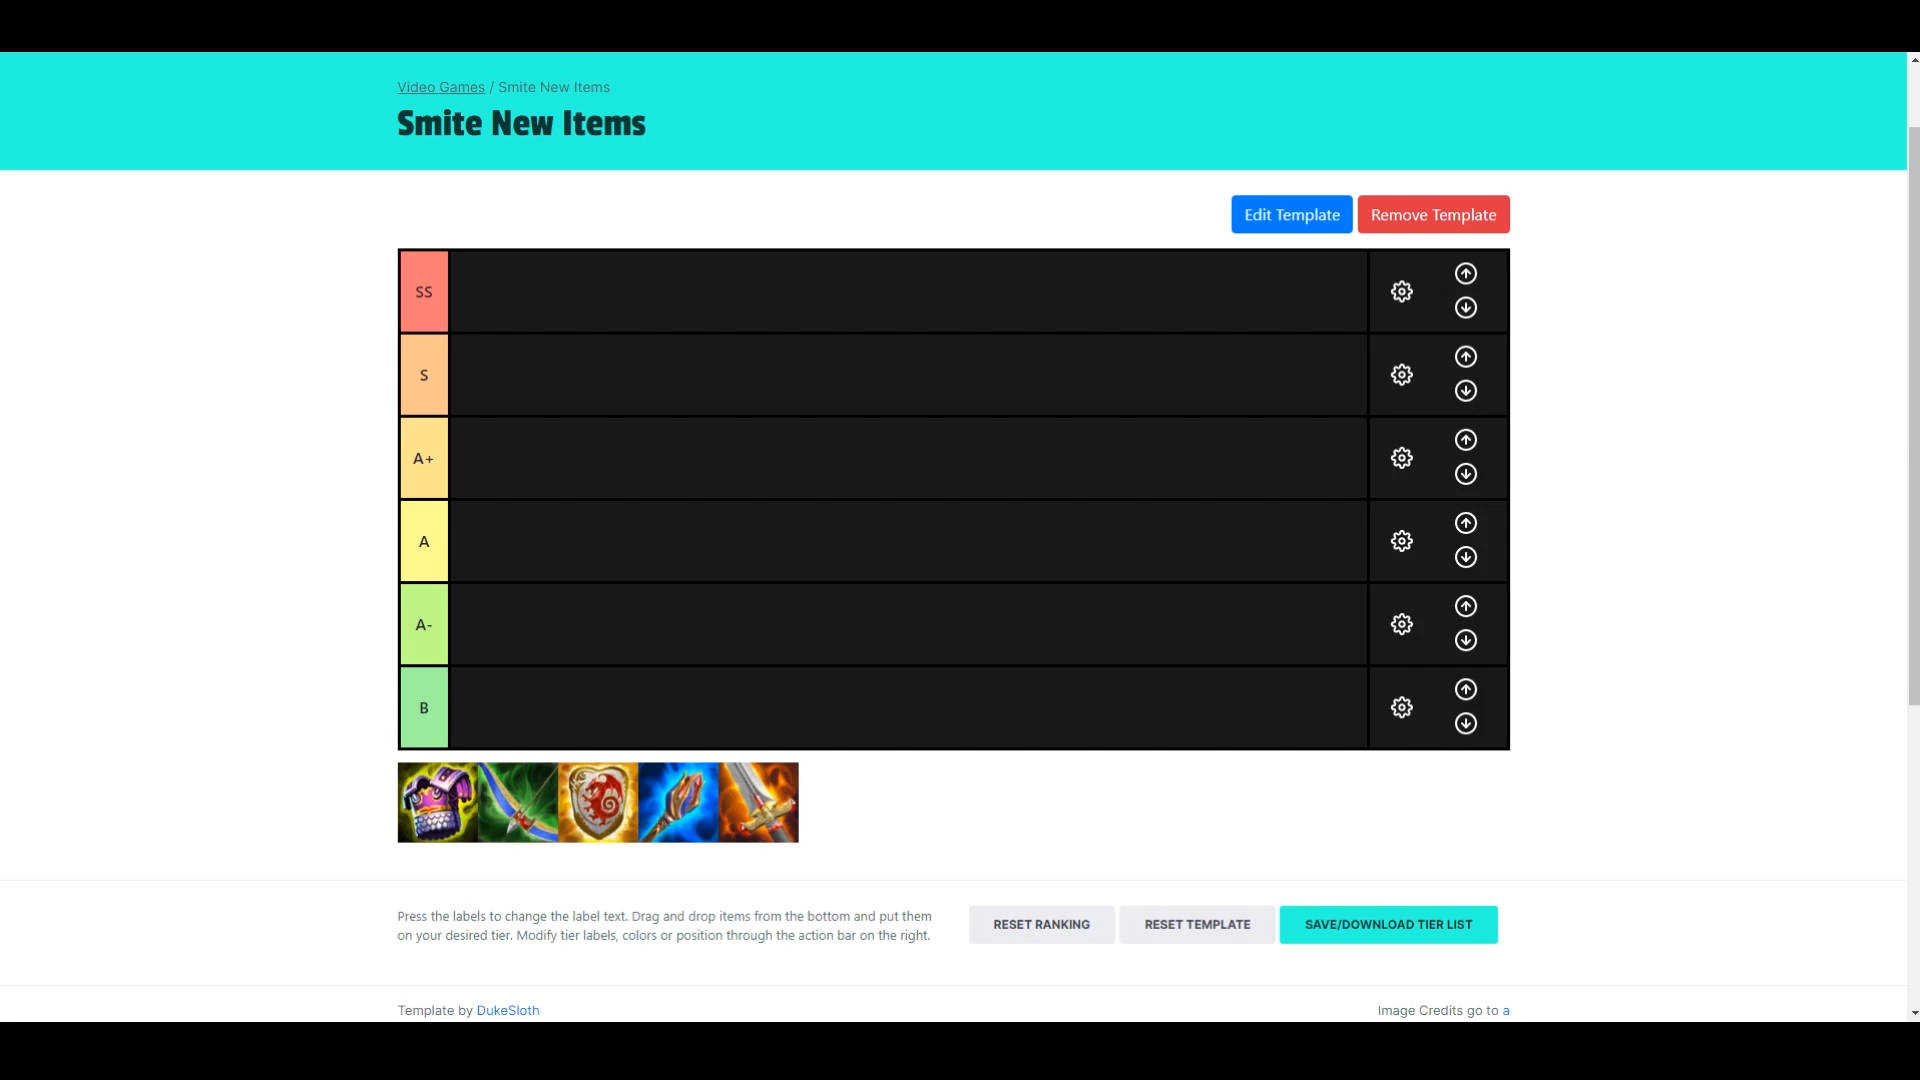 Video Games / Smite New Items
Smite New Items
Edit Template
Remove Template
SS
S
A+
A
A-
B
Press the labels to change the label text. Drag and drop items from the bottom and put them
on your desired tier. Modify tier labels, colors or position through the action bar on the right.
RESET RANKING
RESET TEMPLATE
SAVE/DOWNLOAD TIER LIST
Template by DukeSloth
Image Credits go to a